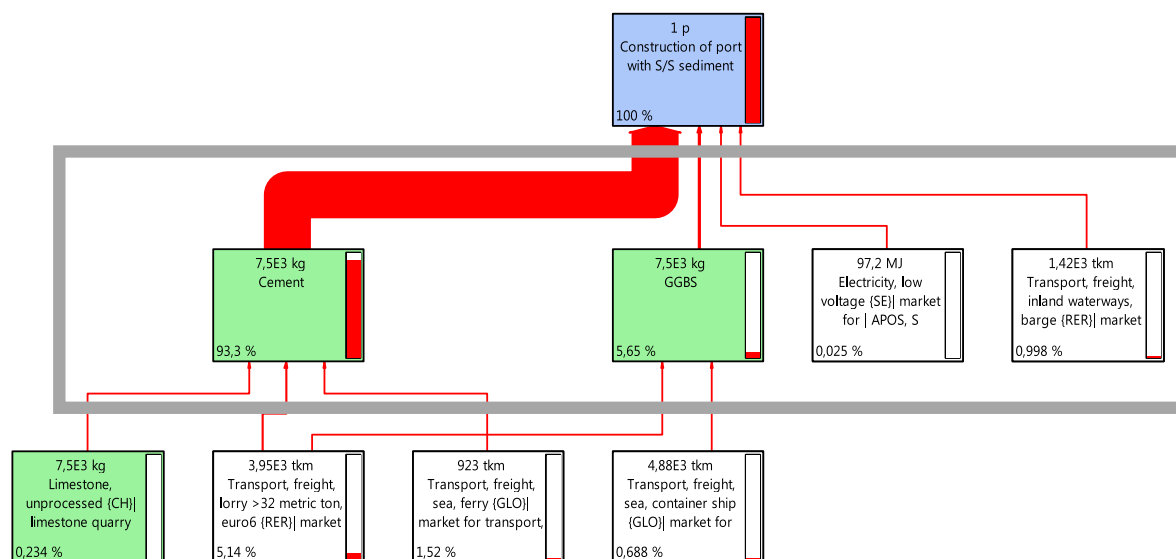 1 p
Construction of port
with S/S sediment
100 %
7,5E3 kg
Cement
93,3 %
7,5E3 kg
GGBS
5,65 %
97,2 MJ
Electricity, low
voltage {SE}| market
for | APOS, S
0,025 %
1,42E3 tkm
Transport, freight,
inland waterways,
barge {RER}| market
0,998 %
7,5E3 kg
Limestone,
unprocessed {CH}|
limestone quarry
0,234 %
3,95E3 tkm
Transport, freight,
lorry >32 metric ton,
euro6 {RER}| market
5,14 %
923 tkm
Transport, freight,
sea, ferry {GLO}|
market for transport,
1,52 %
4,88E3 tkm
Transport, freight,
sea, container ship
{GLO}| market for
0,688 %